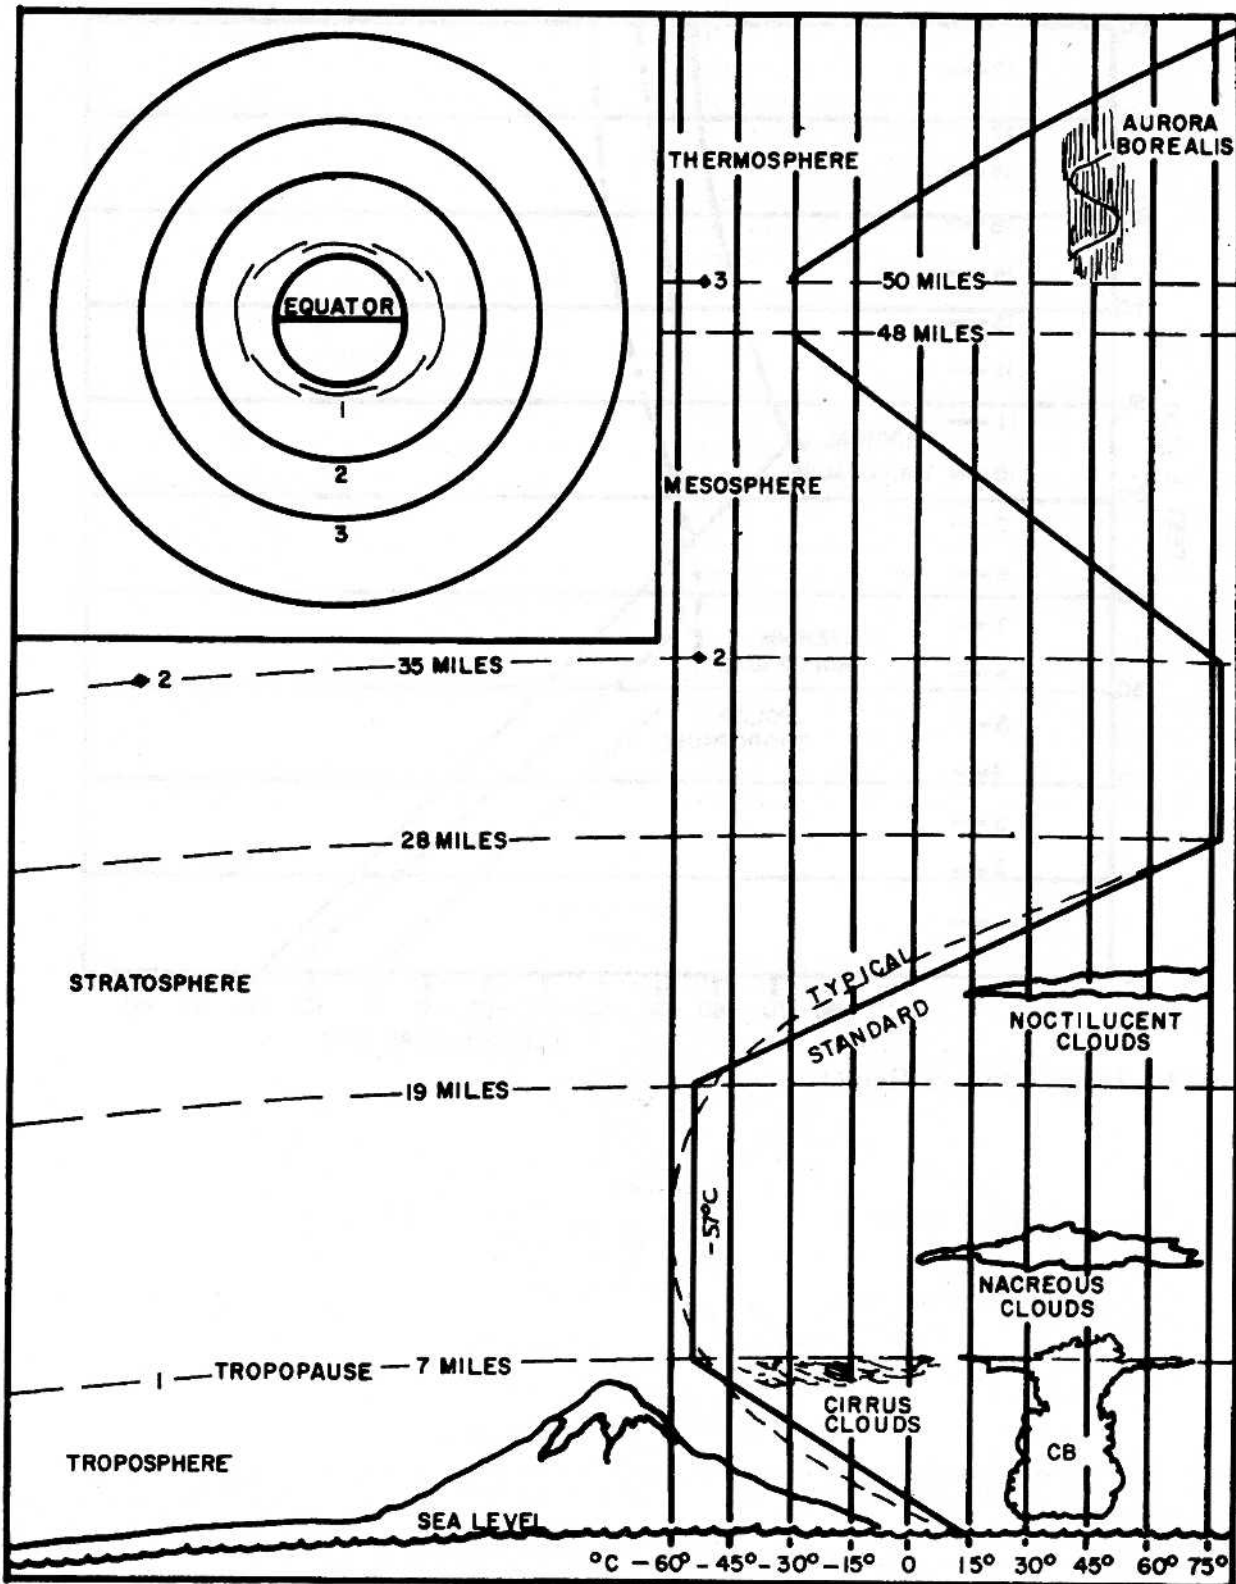 EQUATOR
1
2
3
THERMOSPHERE
AURORA
BOREALIS
3
50 MILES
48 MILES
MESOSPHERE
35 MILES
2
2
28 MILES
STRATOSPHERE
TYPICAL
STANDARD
NOCTILUCENT
CLOUDS
19 MILES
-57°C
NACREOUS
CLOUDS
1
TROPOPAUSE
7 MILES
CIRRUS
CLOUDS
CB
TROPOSPHERE
SEA LEVEL
°C -60° -45° -30° -15° 0 15° 30° 45° 60° 75°